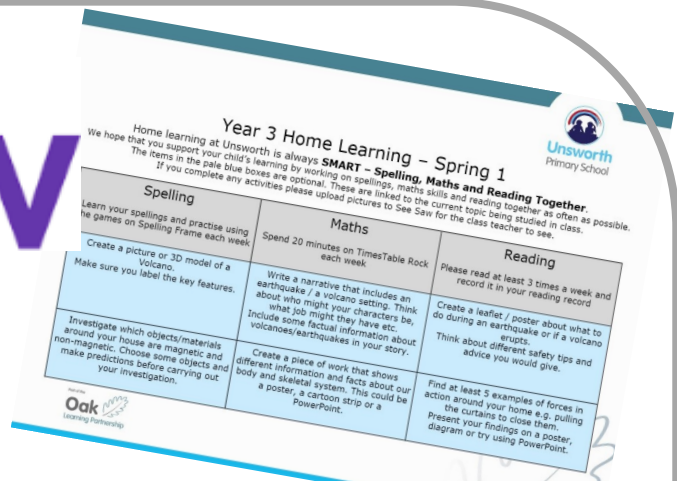 Year 3 Home Learning – Spring 1
Home learning at Unsworth is always SMART – Spelling, Maths and Reading Together.
We hope that you support your child's learning by working on spellings, maths skills and reading together as often as possible.
The items in the pale blue boxes are optional. These are linked to the current topic being studied in class.
If you complete any activities please upload pictures to See Saw for the class teacher to see.
Unsworth
Primary School
Spelling
Learn your spellings and practise using
the games on Spelling Frame each week
Maths
Spend 20 minutes on TimesTable Rock
each week
Reading
Please read at least 3 times a week and
record it in your reading record
Create a picture or 3D model of a
Volcano.
Make sure you label the key features.
Write a narrative that includes an
earthquake / a volcano setting. Think
about who might your characters be,
what job might they have etc.
Include some factual information about
volcanoes/earthquakes in your story.
Create a leaflet / poster about what to
do during an earthquake or if a volcano
erupts.
Think about different safety tips and
advice you would give.
Investigate which objects/materials
around your house are magnetic and
non-magnetic. Choose some objects and
make predictions before carrying out
your investigation.
Create a piece of work that shows
different information and facts about our
body and skeletal system. This could be
a poster, a cartoon strip or a
PowerPoint.
Find at least 5 examples of forces in
action around your home e.g. pulling
the curtains to close them.
Present your findings on a poster,
diagram or try using PowerPoint.
Part of the
Oak
Learning Partnership